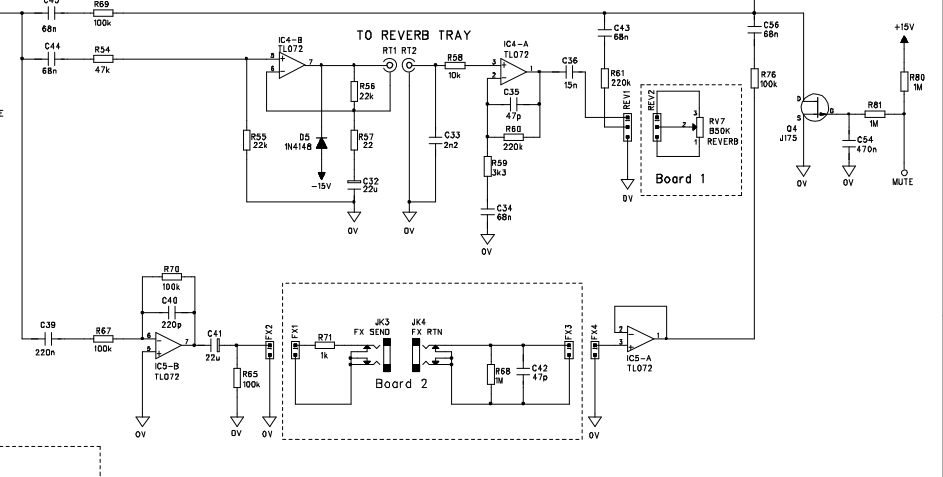 R69
100k
68n
C44
68n
R54
47k
IC4-B
TL072
5
6
7
TO REVERB TRAY
RT1 RT2
R56
22k
R58
10k
IC4-A
TL072
3
2
1
C35
47p
R60
220k
C36
15n
C43
68n
R61
220k
REV1
REV2
3
2
1
RV7
B50K
REVERB
Board 1
C56
68n
R76
100k
D
S
G
Q4
J175
+15V
R80
1M
R81
1M
C54
470n
MUTE
R55
22k
D5
1N4148
-15V
R57
22
C32
22u
C33
2n2
R59
3k3
C34
68n
0V
0V
0V
0V
0V
0V
R70
100k
C40
220p
C39
220n
R67
100k
6
5
7
IC5-B
TL072
C41
22u
R65
100k
FX2
FX1
R71
1k
JK3
FX SEND
JK4
FX RTN
Board 2
R68
1M
C42
47p
FX3
FX4
2
3
1
IC5-A
TL072
0V
0V
0V
0V